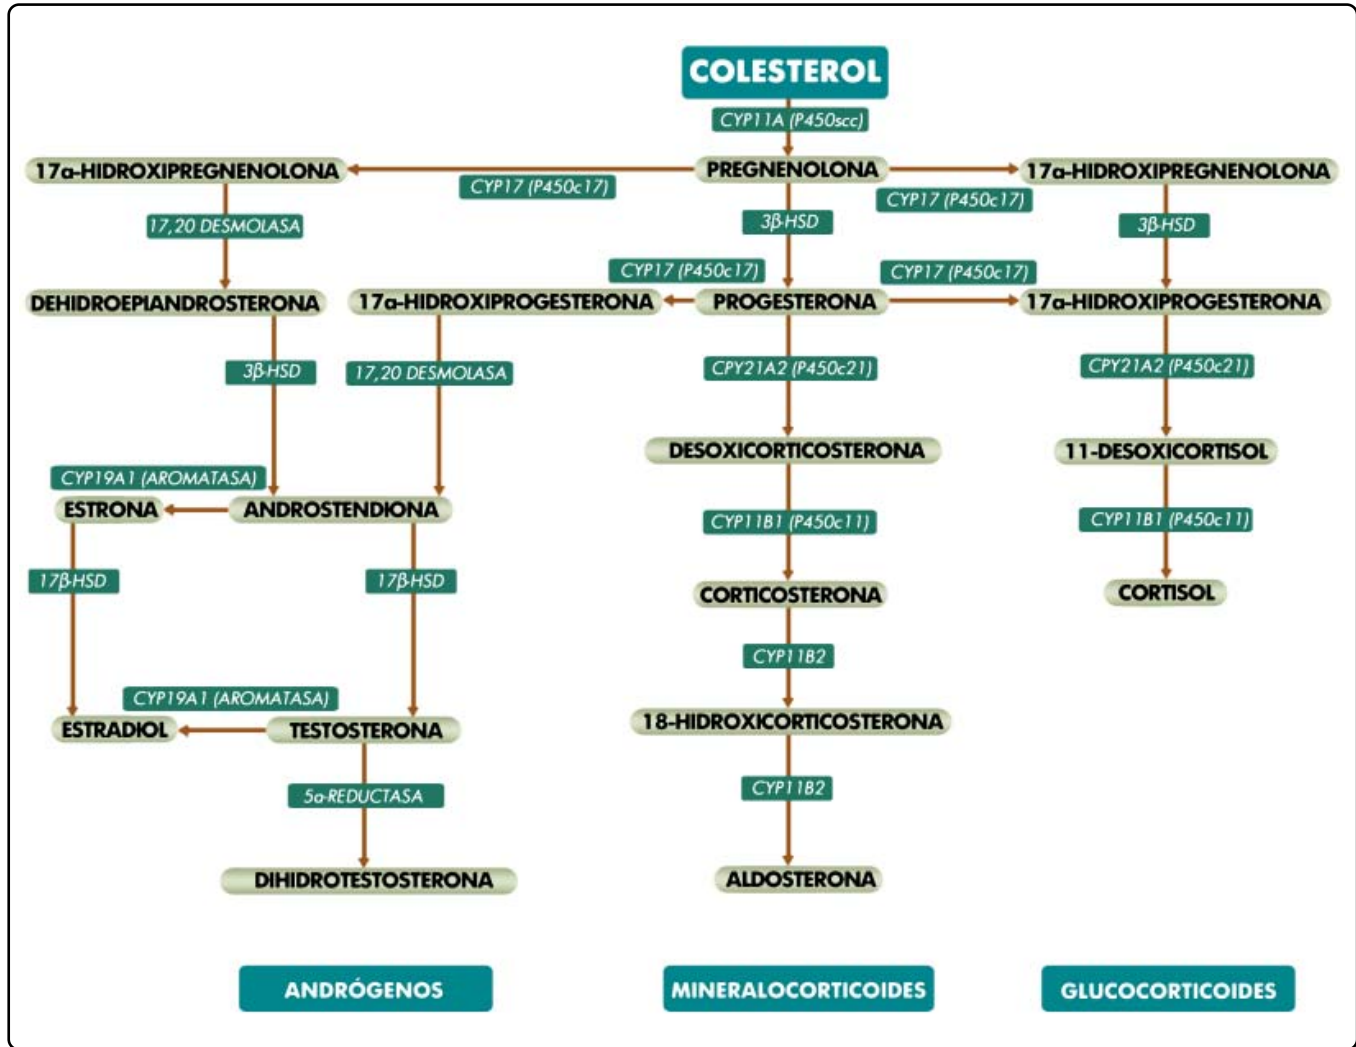 COLESTEROL
CYP11A (P450scc)
17α-HIDROXIPREGNENOLONA
PREGNENOLONA
17α-HIDROXIPREGNENOLONA
CYP17 (P450c17)
CYP17 (P450c17)
17,20 DESMOLASA
3β-HSD
3β-HSD
CYP17 (P450c17)
CYP17 (P450c17)
DEHIDROEPIANDROSTERONA
17α-HIDROXIPROGESTERONA
PROGESTERONA
17α-HIDROXIPROGESTERONA
3β-HSD
17,20 DESMOLASA
CPY21A2 (P450c21)
CPY21A2 (P450c21)
DESOXICORTICOSTERONA
11-DESOXICORTISOL
CYP19A1 (AROMATASA)
ESTRONA
ANDROSTENDIONA
CYP11B1 (P450c11)
CYP11B1 (P450c11)
17β-HSD
17β-HSD
CORTICOSTERONA
CORTISOL
CYP11B2
CYP19A1 (AROMATASA)
ESTRADIOL
TESTOSTERONA
18-HIDROXICORTICOSTERONA
5α-REDUCTASA
CYP11B2
DIHIDROTESTOSTERONA
ALDOSTERONA
ANDRÓGENOS
MINERALOCORTICOIDES
GLUCOCORTICOIDES